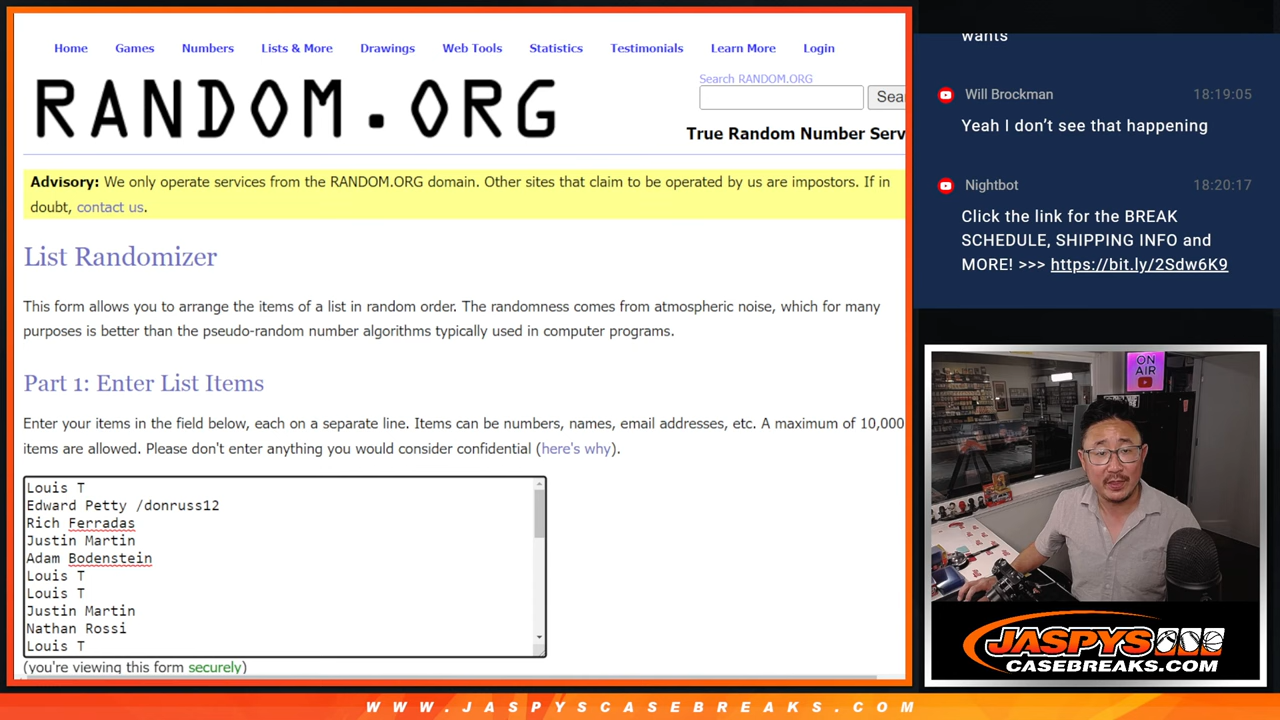 Home Games Numbers Lists & More Drawings Web Tools Statistics Testimonials Learn More Login
RANDOM.ORG
Search RANDOM.ORG
True Random Number Serv
Advisory: We only operate services from the RANDOM.ORG domain. Other sites that claim to be operated by us are impostors. If in
doubt, contact us.
List Randomizer
This form allows you to arrange the items of a list in random order. The randomness comes from atmospheric noise, which for many
purposes is better than the pseudo-random number algorithms typically used in computer programs.
Part 1: Enter List Items
Enter your items in the field below, each on a separate line. Items can be numbers, names, email addresses, etc. A maximum of 10,000
items are allowed. Please don't enter anything you would consider confidential (here's why).
Louis T
Edward Petty /donruss12
Rich Ferradas
Justin Martin
Adam Bodenstein
Louis T
Louis T
Justin Martin
Nathan Rossi
Louis T
(you're viewing this form securely)
wants
Will Brockman 18:19:05
Yeah I don't see that happening
Nightbot 18:20:17
Click the link for the BREAK
SCHEDULE, SHIPPING INFO and
MORE! >>> https://bit.ly/2Sdw6K9
ON
AIR
JASPYS
CASEBREAKS.COM
WWW.JASPYSCASEBREAKS.COM